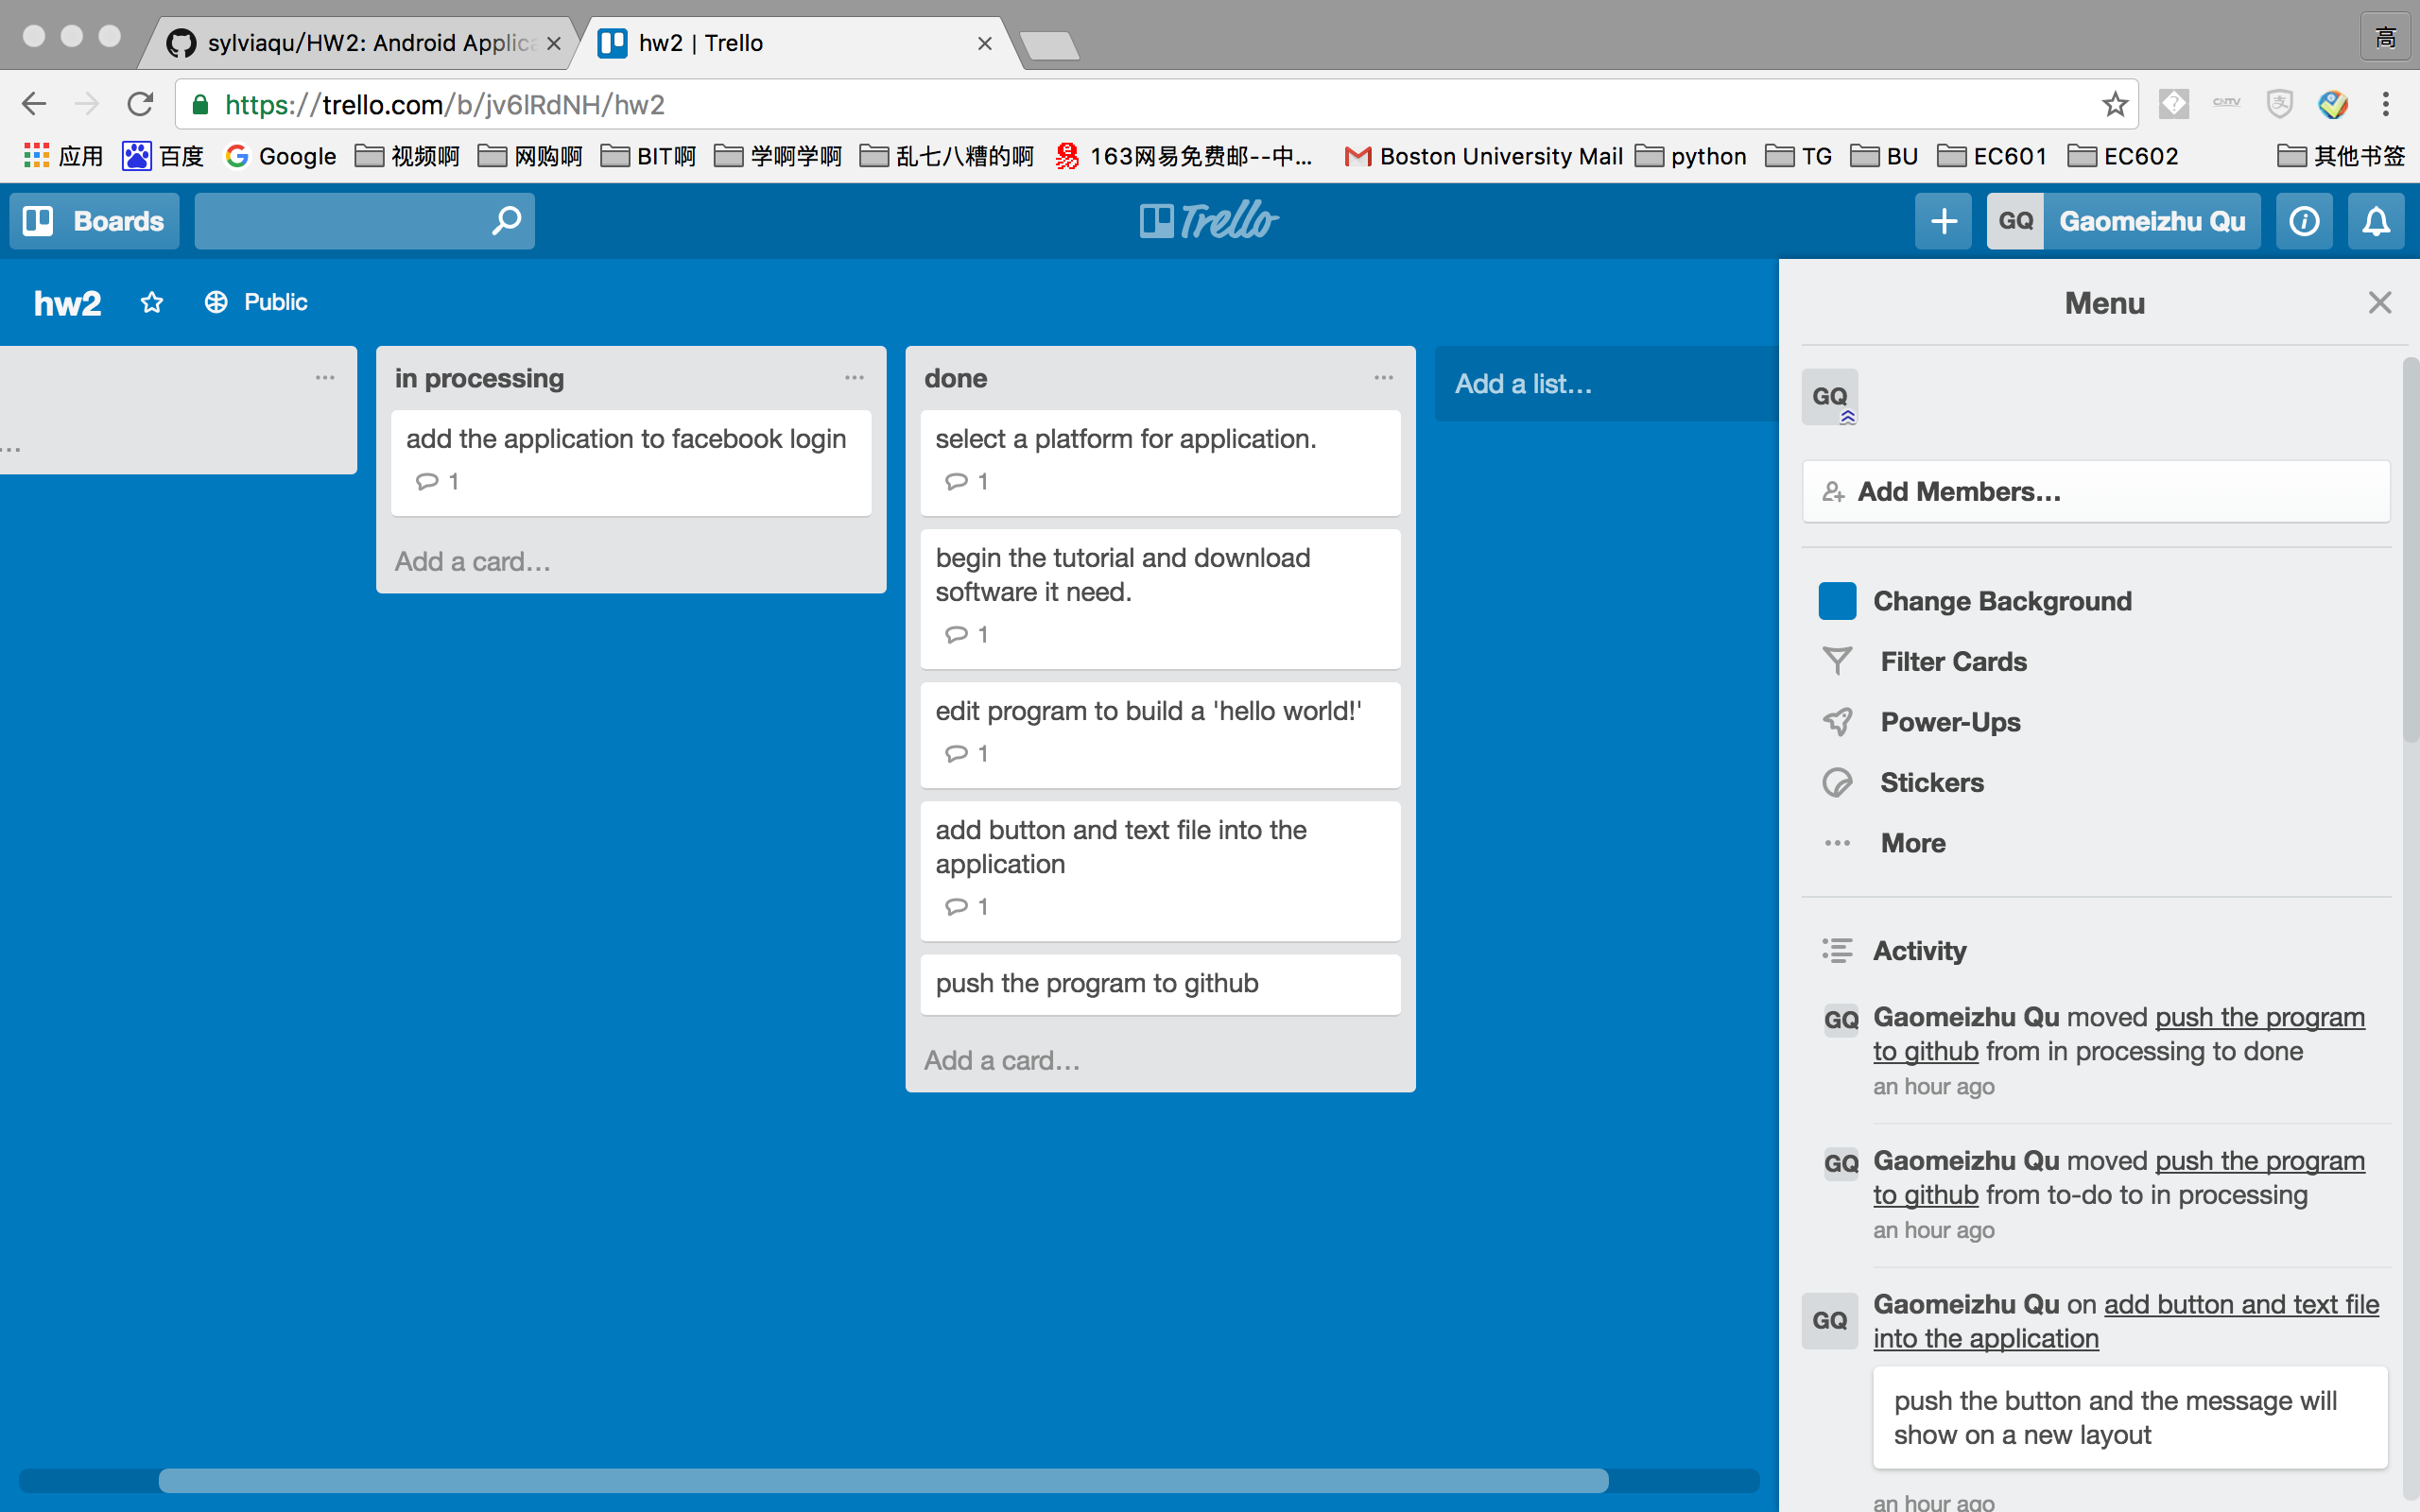 sylviaqu/HW2: Android Applica
hw2 | Trello
高
https://trello.com/b/jv6lRdNH/hw2
CNTV
支
应用
百度
Google
视频啊
网购啊
BIT啊
学啊学啊
乱七八糟的啊
163网易免费邮--中...
Boston University Mail
python
TG
BU
EC601
EC602
其他书签
Boards
Trello
GQ
Gaomeizhu Qu
hw2
Public
...
in processing
add the application to facebook login
1
Add a card...
done
select a platform for application.
1
begin the tutorial and download
software it need.
1
edit program to build a 'hello world!'
1
add button and text file into the
application
1
push the program to github
Add a card...
Add a list...
Menu
GQ
Add Members...
Change Background
Filter Cards
Power-Ups
Stickers
More
Activity
GQ
Gaomeizhu Qu moved push the program
to github from in processing to done
an hour ago
GQ
Gaomeizhu Qu moved push the program
to github from to-do to in processing
an hour ago
GQ
Gaomeizhu Qu on add button and text file
into the application
push the button and the message will
show on a new layout
an hour ago